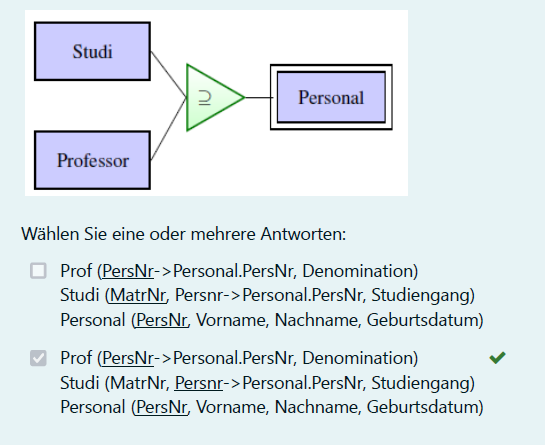 Studi
⊇
Personal
Professor
Wählen Sie eine oder mehrere Antworten:
Prof (PersNr->Personal.PersNr, Denomination)
Studi (MatrNr, Persnr->Personal.PersNr, Studiengang)
Personal (PersNr, Vorname, Nachname, Geburtsdatum)
Prof (PersNr->Personal.PersNr, Denomination)
Studi (MatrNr, Persnr->Personal.PersNr, Studiengang)
Personal (PersNr, Vorname, Nachname, Geburtsdatum)